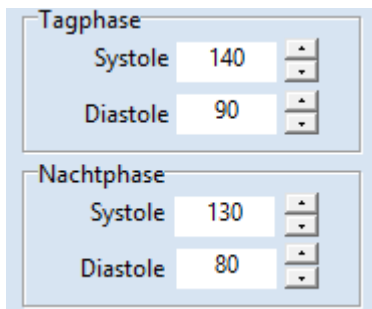 Tagphase
Systole 140
Diastole 90
Nachtphase
Systole 130
Diastole 80